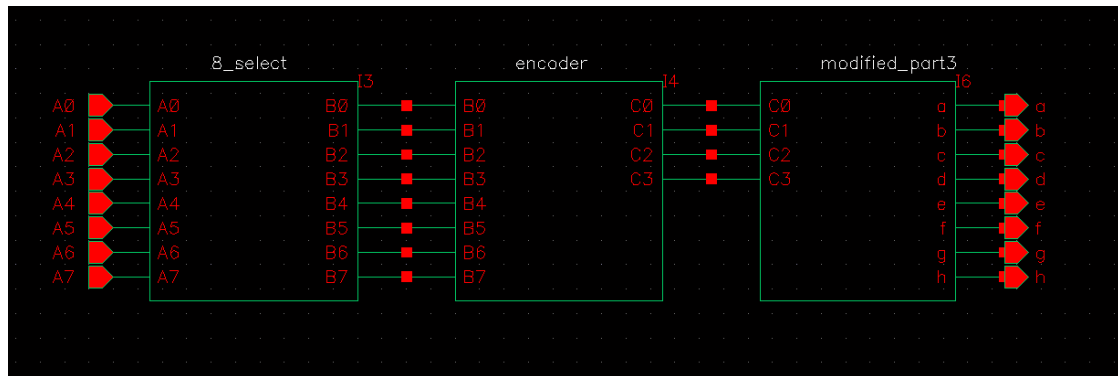 8_select encoder modified_part3
I3 I4 I6
A0 A0 B0 B0 C0 C0 a a
A1 A1 B1 B1 C1 C1 b b
A2 A2 B2 B2 C2 C2 c c
A3 A3 B3 B3 C3 C3 d d
A4 A4 B4 B4 e e
A5 A5 B5 B5 f f
A6 A6 B6 B6 g g
A7 A7 B7 B7 h h